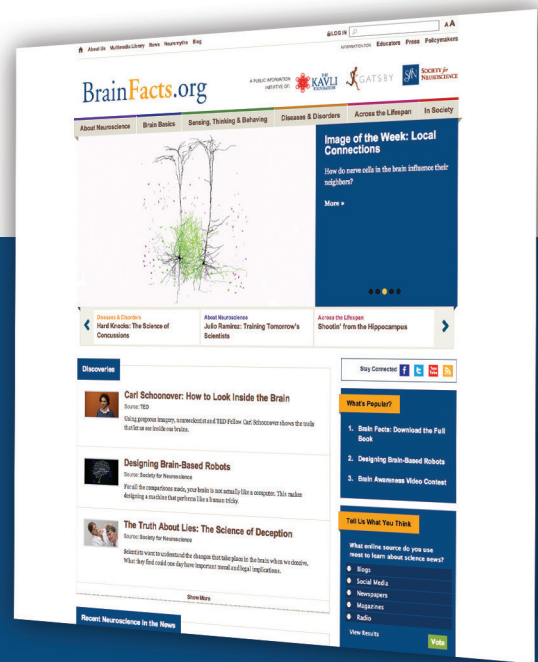 LOG IN
AA
About Us Multimedia Library News Neuromyths Blog
INFORMATION FOR Educators Press Policymakers
BrainFacts.org
A PUBLIC INFORMATION
INITIATIVE OF:
THE
KAVLI
FOUNDATION
GATSBY
SfN
SOCIETY for
NEUROSCIENCE
About Neuroscience Brain Basics Sensing, Thinking & Behaving Diseases & Disorders Across the Lifespan In Society
Image of the Week: Local
Connections
How do nerve cells in the brain influence their
neighbors?
More »
Diseases & Disorders
Hard Knocks: The Science of
Concussions
About Neuroscience
Julio Ramirez: Training Tomorrow's
Scientists
Across the Lifespan
Shootin' from the Hippocampus
Discoveries
Carl Schoonover: How to Look Inside the Brain
Source: TED
Using gorgeous imagery, neuroscientist and TED Fellow Carl Schoonover shows the tools
that let us see inside our brains.
Designing Brain-Based Robots
Source: Society for Neuroscience
For all the comparisons made, your brain is not actually like a computer. This makes
designing a machine that performs like a human tricky.
The Truth About Lies: The Science of Deception
Source: Society for Neuroscience
Scientists want to understand the changes that take place in the brain when we deceive.
What they find could one day have important moral and legal implications.
Show More
Recent Neuroscience In the News
Stay Connected
What's Popular?
1. Brain Facts: Download the Full
Book
2. Designing Brain-Based Robots
3. Brain Awareness Video Contest
Tell Us What You Think
What online source do you use
most to learn about science news?
Blogs
Social Media
Newspapers
Magazines
Radio
View Results
Vote